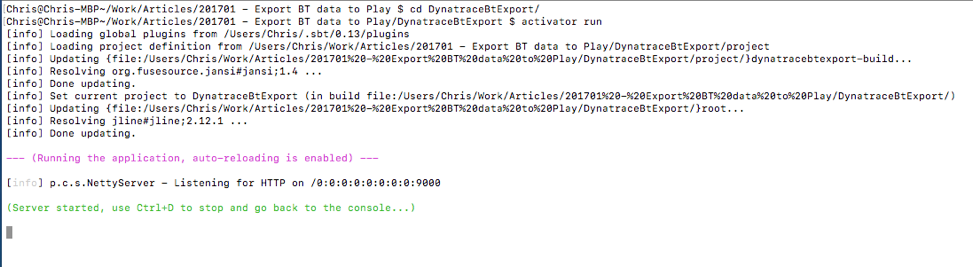 Chris@Chris-MBP~/Work/Articles/201701 - Export BT data to Play $ cd DynatraceBtExport/
Chris@Chris-MBP~/Work/Articles/201701 - Export BT data to Play/DynatraceBtExport $ activator run
[info] Loading global plugins from /Users/Chris/.sbt/0.13/plugins
[info] Loading project definition from /Users/Chris/Work/Articles/201701 - Export BT data to Play/DynatraceBtExport/project
[info] Updating {file:/Users/Chris/Work/Articles/201701%20-%20Export%20BT%20data%20to%20Play/DynatraceBtExport/project/}dynatracebtexport-build...
[info] Resolving org.fusesource.jansi#jansi;1.4 ...
[info] Done updating.
[info] Set current project to DynatraceBtExport (in build file:/Users/Chris/Work/Articles/201701%20-%20Export%20BT%20data%20to%20Play/DynatraceBtExport/)
[info] Updating {file:/Users/Chris/Work/Articles/201701%20-%20Export%20BT%20data%20to%20Play/DynatraceBtExport/}root...
[info] Resolving jline#jline;2.12.1 ...
[info] Done updating.
--- (Running the application, auto-reloading is enabled) ---
[info] p.c.s.NettyServer - Listening for HTTP on /0:0:0:0:0:0:0:0:9000
(Server started, use Ctrl+D to stop and go back to the console...)